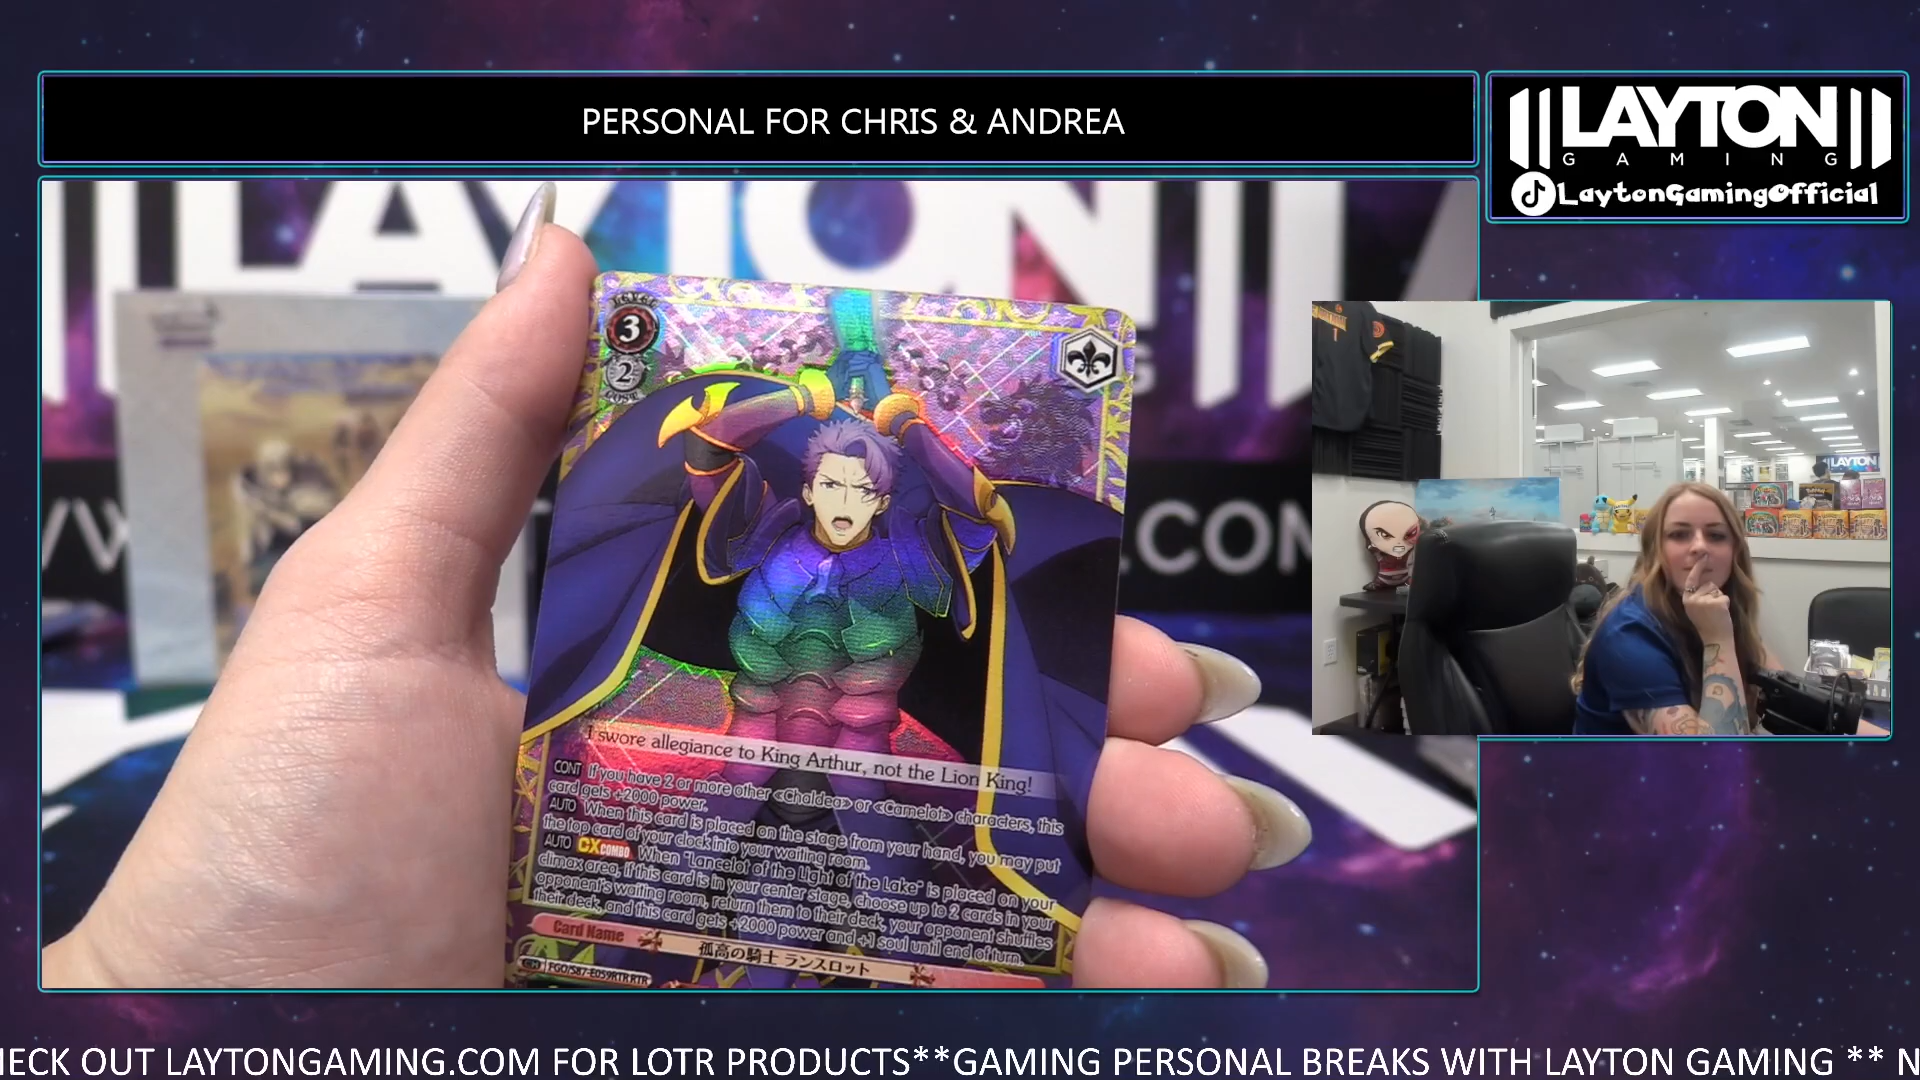 PERSONAL FOR CHRIS & ANDREA
LAYTON
GAMING
LaytonGamingOfficial
LAYTON
.COM
LEVEL
3
2
COST
I swore allegiance to King Arthur, not the Lion King!
CONT If you have 2 or more other «Chaldea» or «Camelot» characters, this
card gets +2000 power.
AUTO When this card is placed on the stage from your hand, you may put
the top card of your clock into your waiting room.
AUTO CX COMBO When "Lancelot of the Light of the Lake" is placed on your
climax area, if this card is in your center stage, choose up to 2 cards in your
opponent's waiting room, return them to their deck, your opponent shuffles
their deck, and this card gets +2000 power and +1 soul until end of turn.
Card Name
孤高の騎士 ランスロット
FGO/S87-E059RTR RTR
LAYTON
HECK OUT LAYTONGAMING.COM FOR LOTR PRODUCTS**GAMING PERSONAL BREAKS WITH LAYTON GAMING ** N